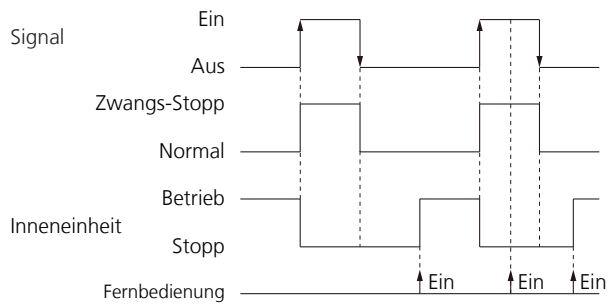 Ein
Signal
Aus
Zwangs-Stopp
Normal
Betrieb
Inneneinheit
Stopp
Ein
Ein
Ein
Fernbedienung